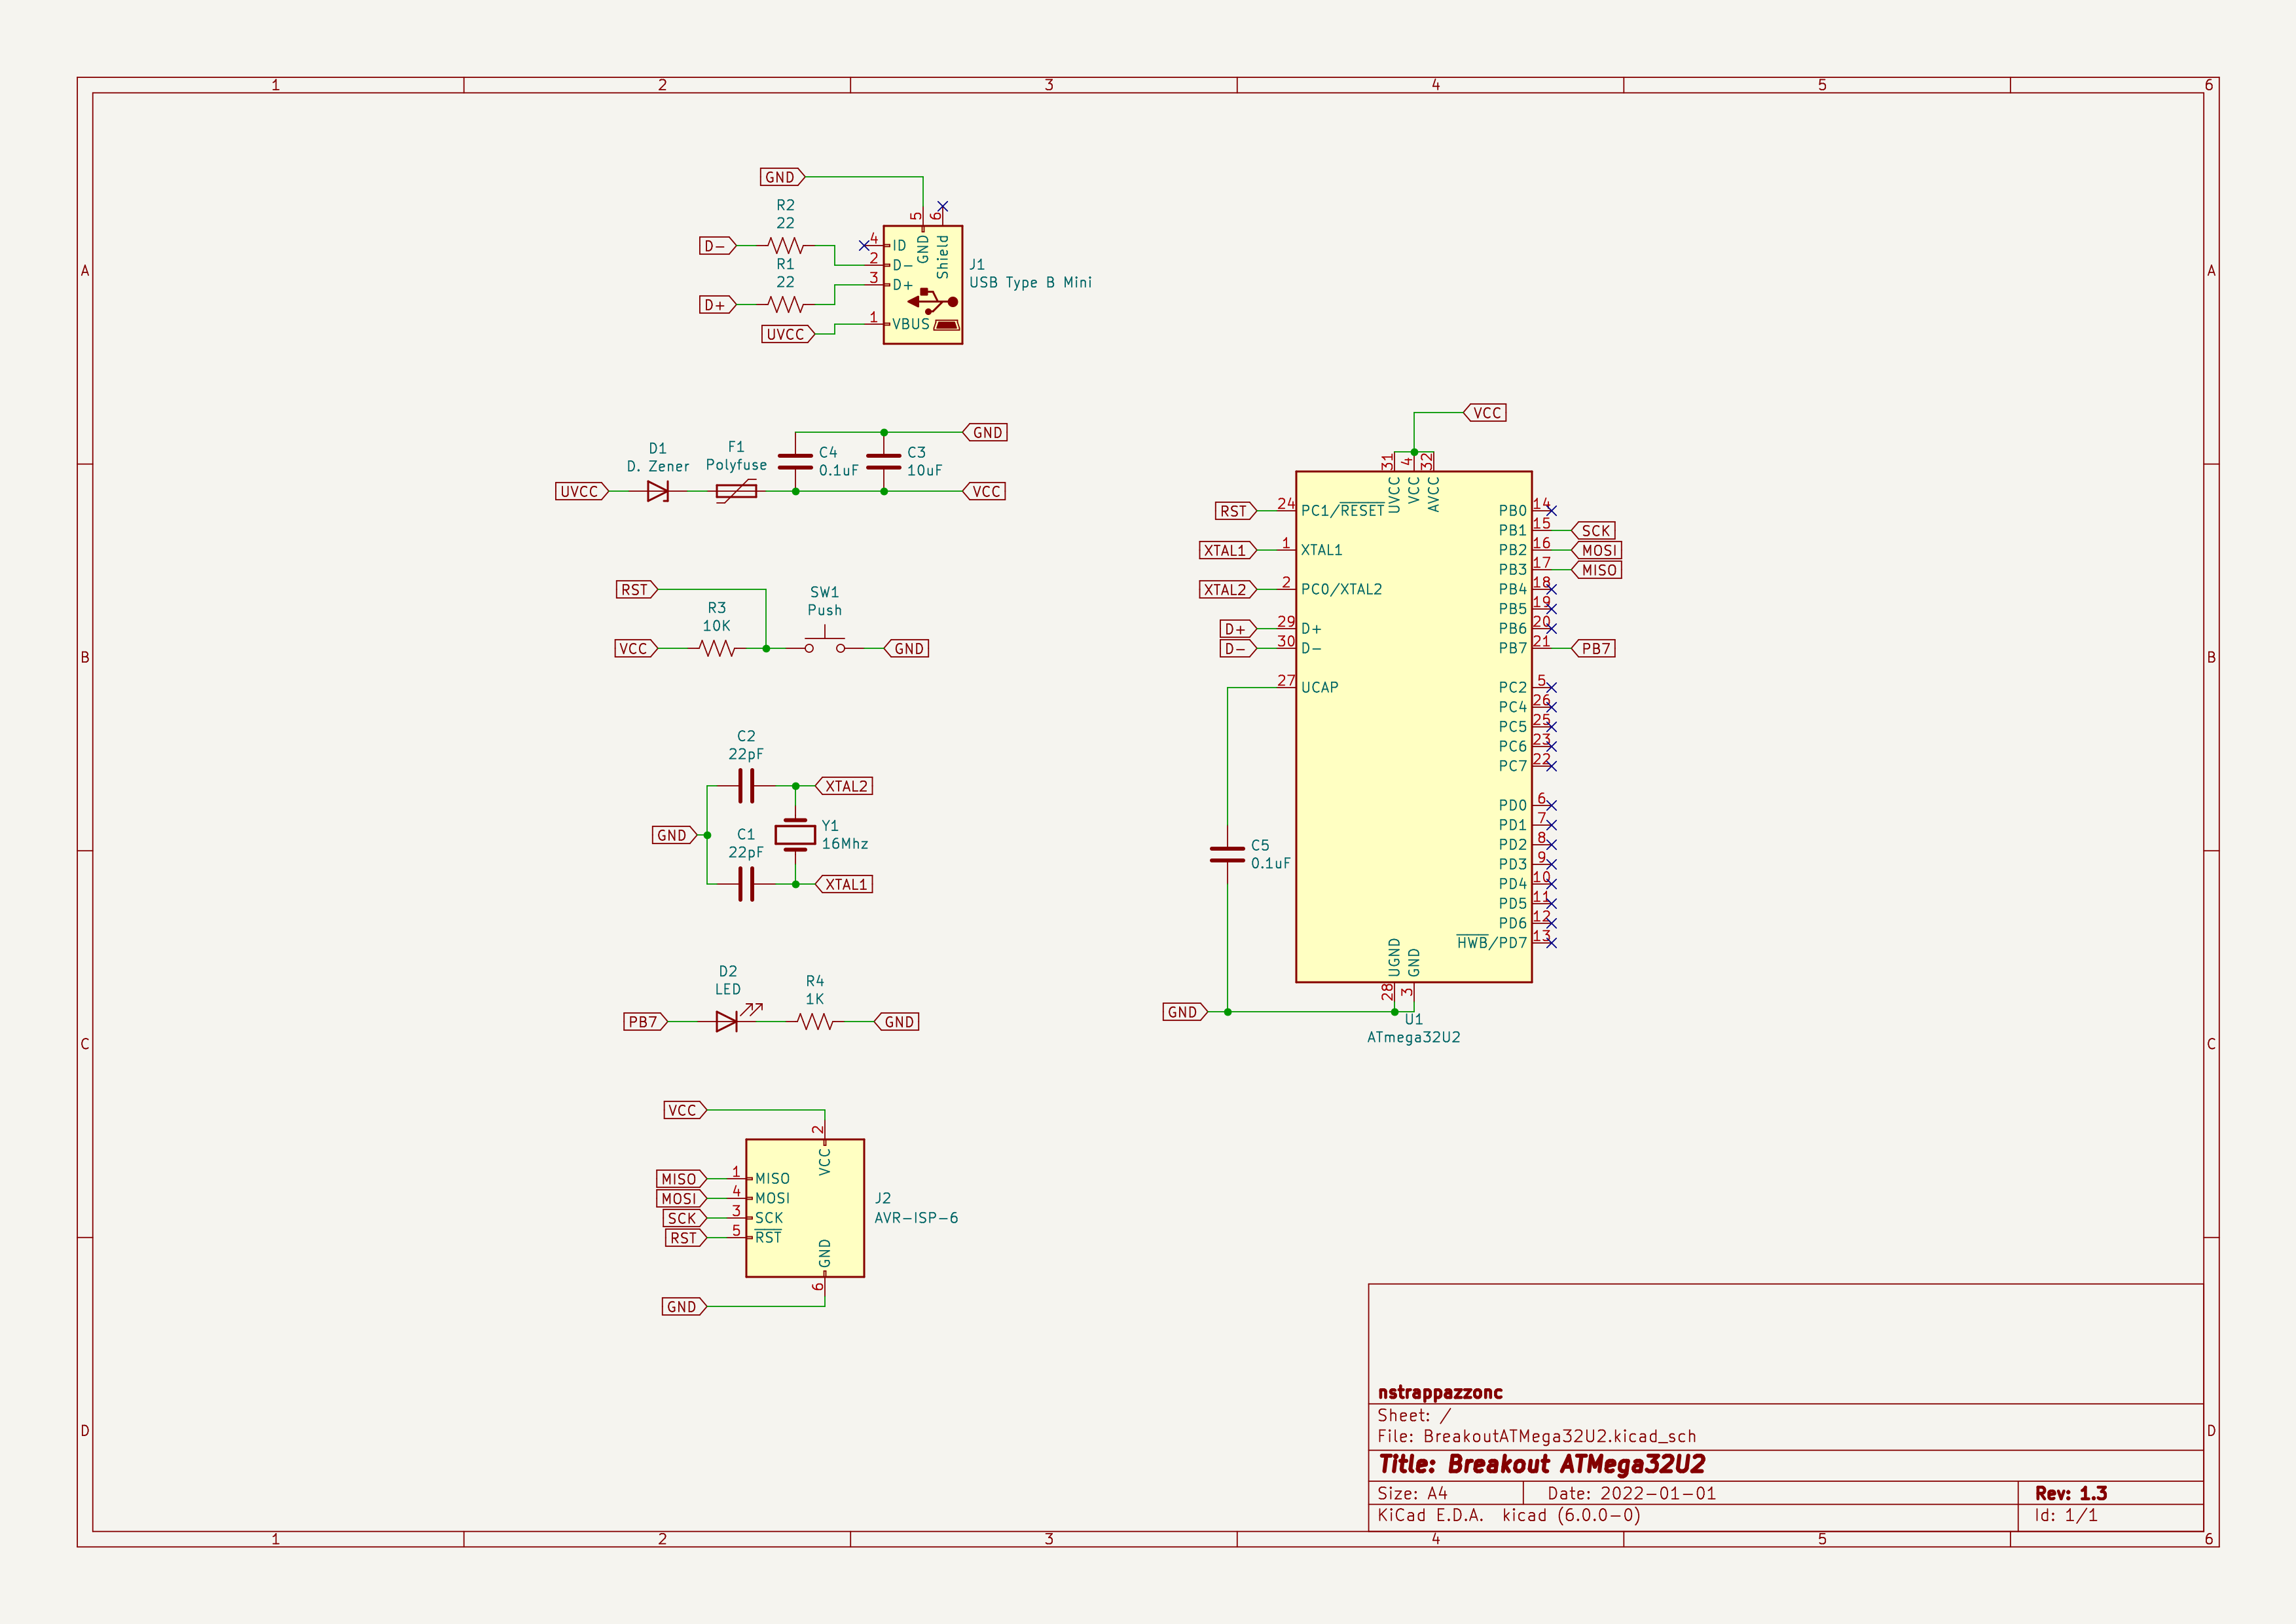 1 2 3 4 5 6
A
B
C
D
GND
R2
22
D-
R1
22
D+
UVCC
5 6
4 ID
2 D-
3 D+
1 VBUS
GND
Shield
J1
USB Type B Mini
D1
D. Zener
F1
Polyfuse
C4
0.1uF
C3
10uF
GND
UVCC
VCC
RST
R3
10K
SW1
Push
VCC
GND
C2
22pF
XTAL2
GND
C1
22pF
Y1
16Mhz
XTAL1
D2
LED
R4
1K
PB7
GND
VCC
2
VCC
MISO 1 MISO
MOSI 4 MOSI
SCK 3 SCK
RST 5 RST
GND
6
GND
J2
AVR-ISP-6
VCC
31 4 32
UVCC
VCC
AVCC
RST 24 PC1/RESET
XTAL1 1 XTAL1
XTAL2 2 PC0/XTAL2
D+ 29 D+
D- 30 D-
27 UCAP
C5
0.1uF
PB0 14
PB1 15 SCK
PB2 16 MOSI
PB3 17 MISO
PB4 18
PB5 19
PB6 20
PB7 21 PB7
PC2 5
PC4 26
PC5 25
PC6 23
PC7 22
PD0 6
PD1 7
PD2 8
PD3 9
PD4 10
PD5 11
PD6 12
HWB/PD7 13
UGND
GND
28 3
GND
U1
ATmega32U2
nstrappazzonc
Sheet: /
File: BreakoutATMega32U2.kicad_sch
Title: Breakout ATMega32U2
Size: A4 Date: 2022-01-01 Rev: 1.3
KiCad E.D.A. kicad (6.0.0-0) Id: 1/1
A
B
C
D
1 2 3 4 5 6